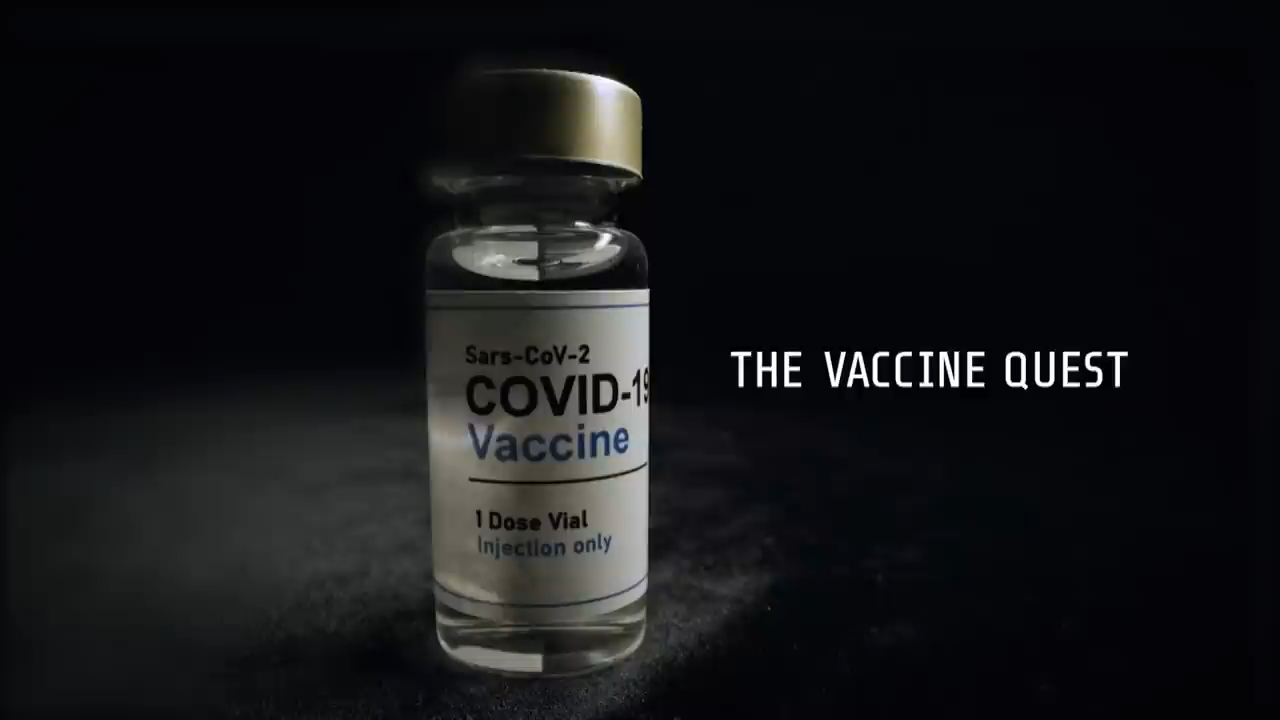 Sars-CoV-2
COVID-19
Vaccine
1 Dose Vial
Injection only
THE VACCINE QUEST